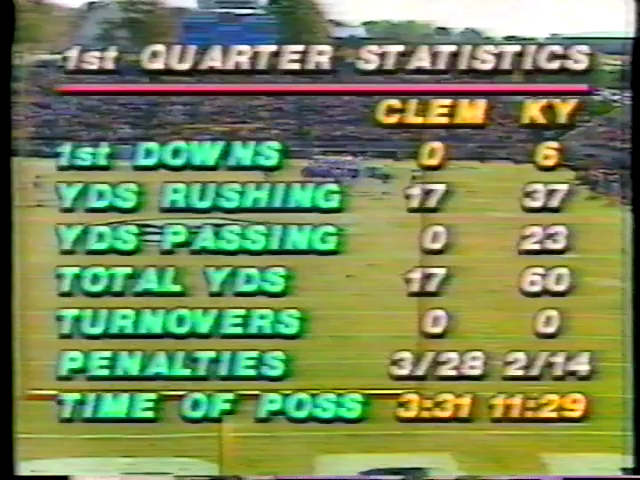 1st QUARTER STATISTICS
CLEM KY
1st DOWNS 0 6
YDS RUSHING 17 37
YDS PASSING 0 23
TOTAL YDS 17 60
TURNOVERS 0 0
PENALTIES 3/28 2/14
TIME OF POSS 3:31 11:29